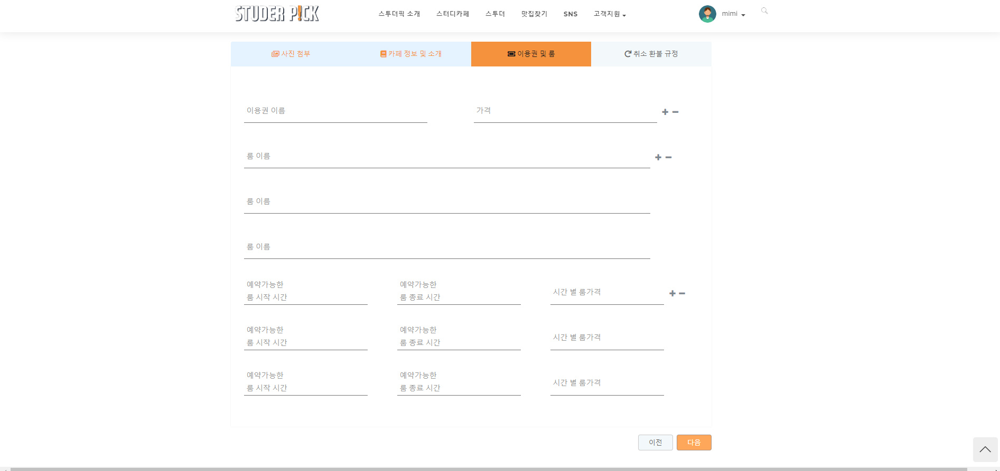 STUDER P!CK
스투더픽 소개 스터디카페 스투더 맛집찾기 SNS 고객지원
mimi
사진 첨부 카페 정보 및 소개 이용권 및 룸 취소 환불 규정
이용권 이름 가격
룸 이름
룸 이름
룸 이름
예약가능한 예약가능한
룸 시작 시간 룸 종료 시간 시간 별 룸가격
예약가능한 예약가능한
룸 시작 시간 룸 종료 시간 시간 별 룸가격
예약가능한 예약가능한
룸 시작 시간 룸 종료 시간 시간 별 룸가격
이전 다음